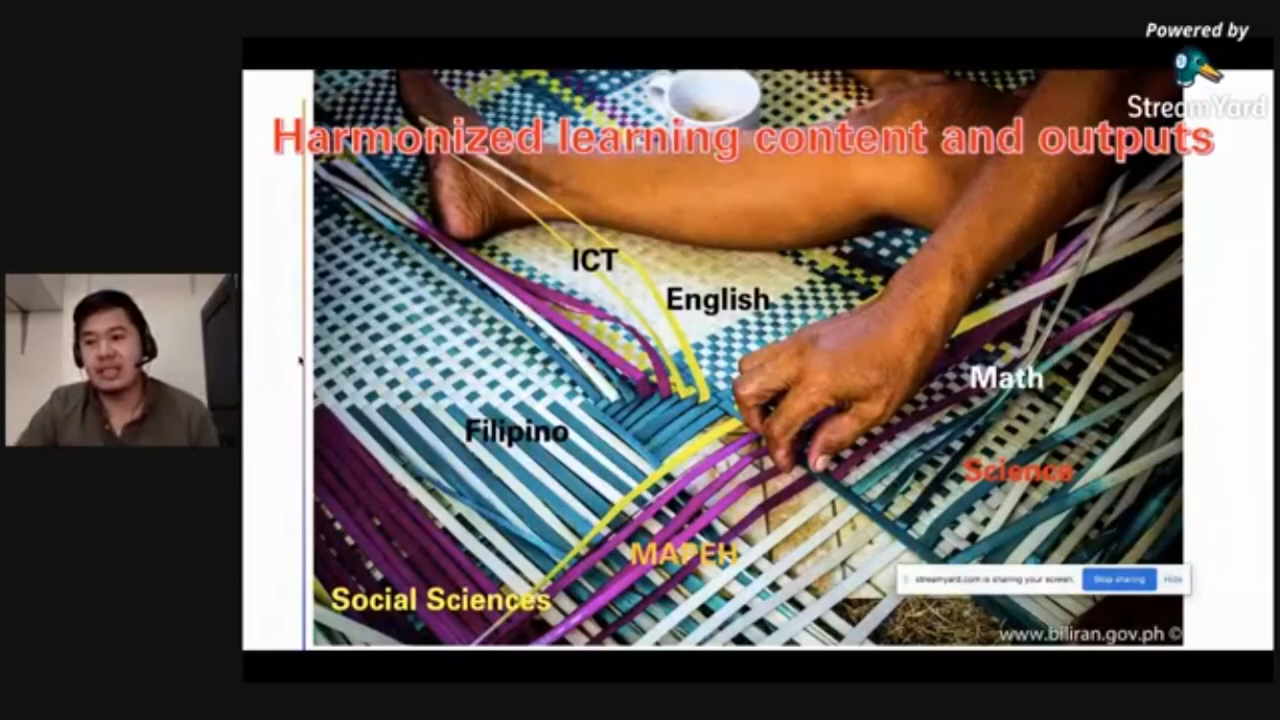 Powered by
StreamYard
Harmonized learning content and outputs
ICT
English
Math
Filipino
Science
MAPEH
streamyard.com is sharing your screen.
Stop sharing
Hide
Social Sciences
www.biliran.gov.ph ©